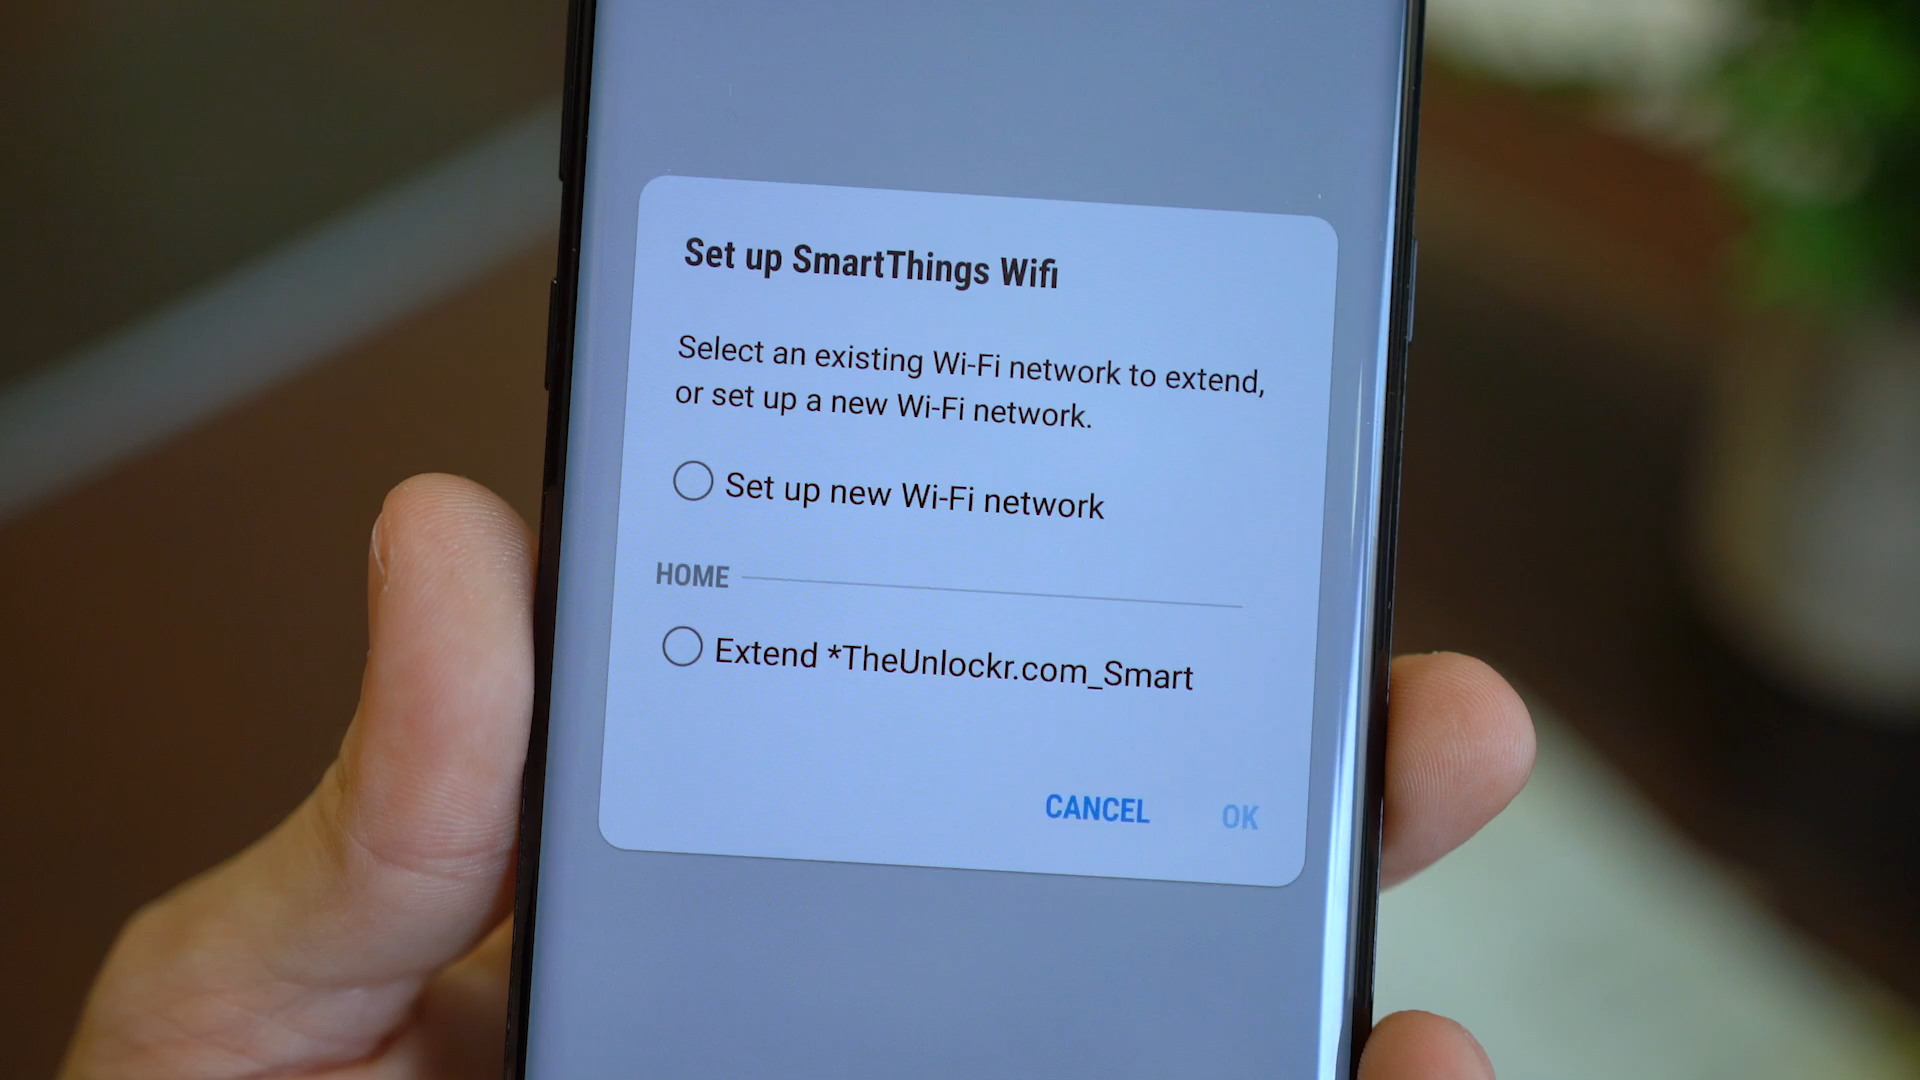 Set up SmartThings Wifi
Select an existing Wi-Fi network to extend,
or set up a new Wi-Fi network.
Set up new Wi-Fi network
HOME
Extend *TheUnlockr.com_Smart
CANCEL OK